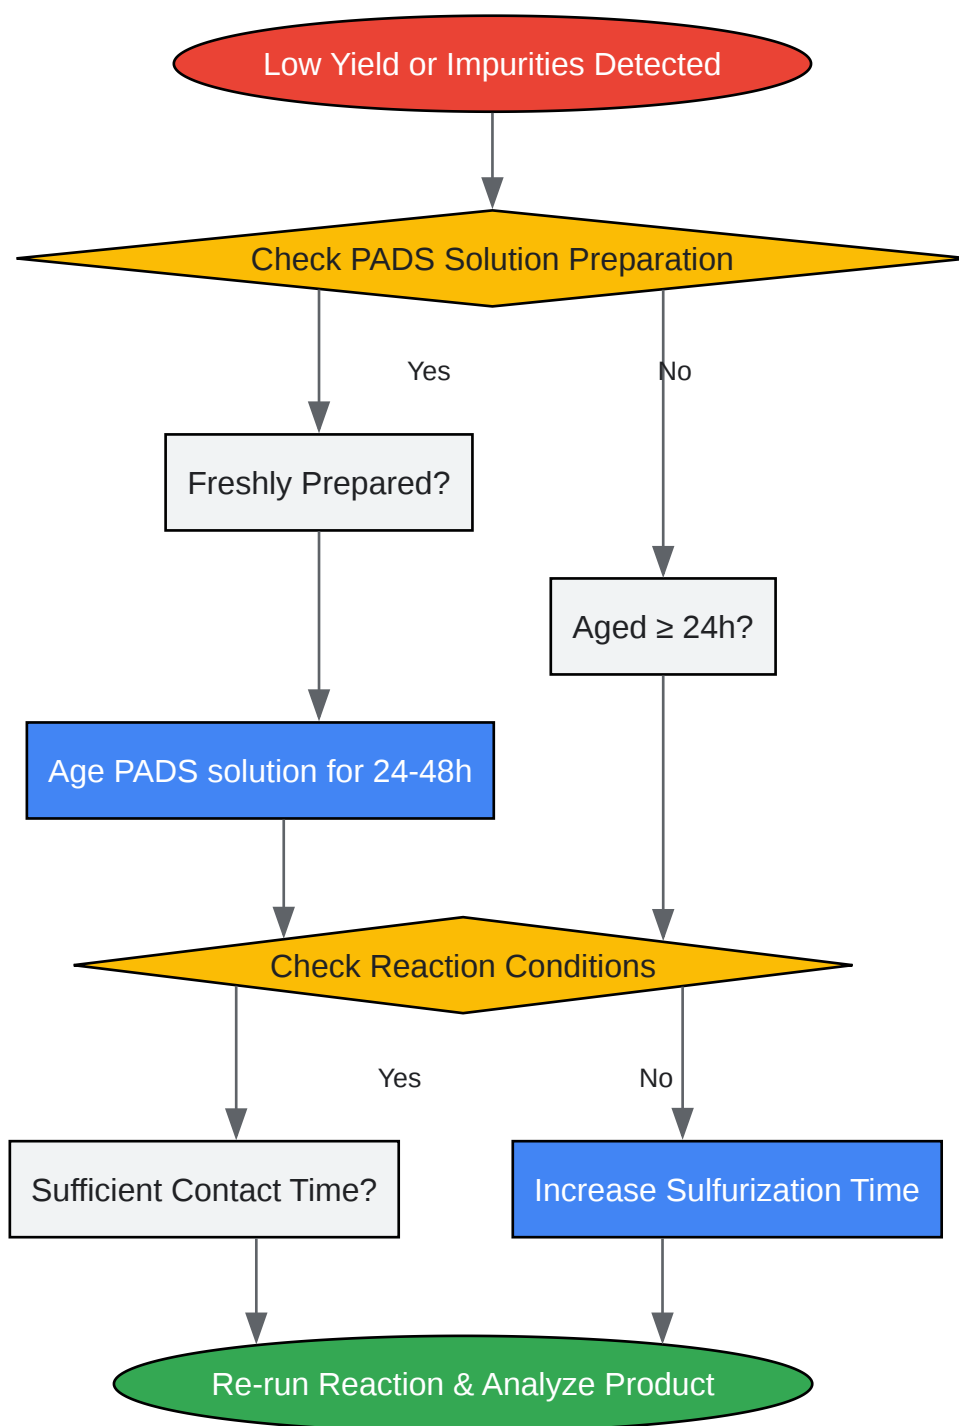 Low Yield or Impurities Detected
Check PADS Solution Preparation
Yes
No
Freshly Prepared?
Aged ≥ 24h?
Age PADS solution for 24-48h
Check Reaction Conditions
Yes
No
Sufficient Contact Time?
Increase Sulfurization Time
Re-run Reaction & Analyze Product